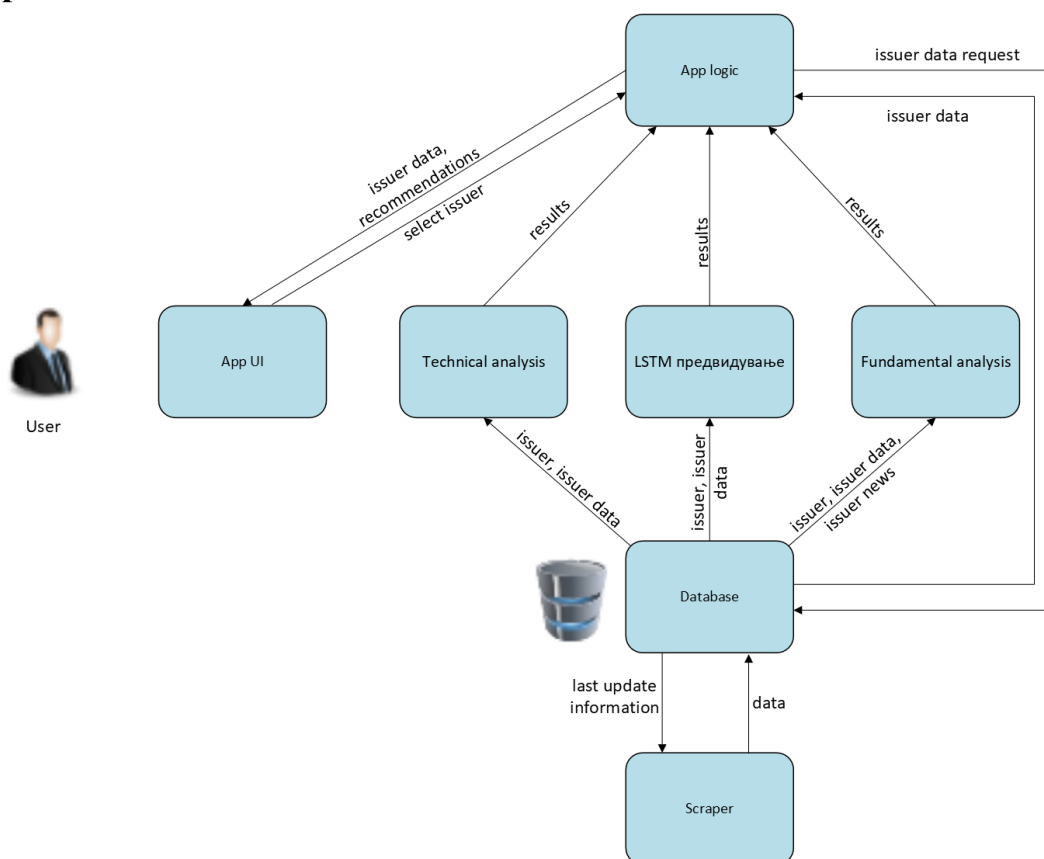 App logic
issuer data request
issuer data
issuer data,
recommendations
select issuer
results
results
results
App UI
Technical analysis
LSTM предвидување
Fundamental analysis
User
issuer, issuer data
issuer, issuer
data
issuer, issuer data,
issuer news
Database
last update
information
data
Scraper